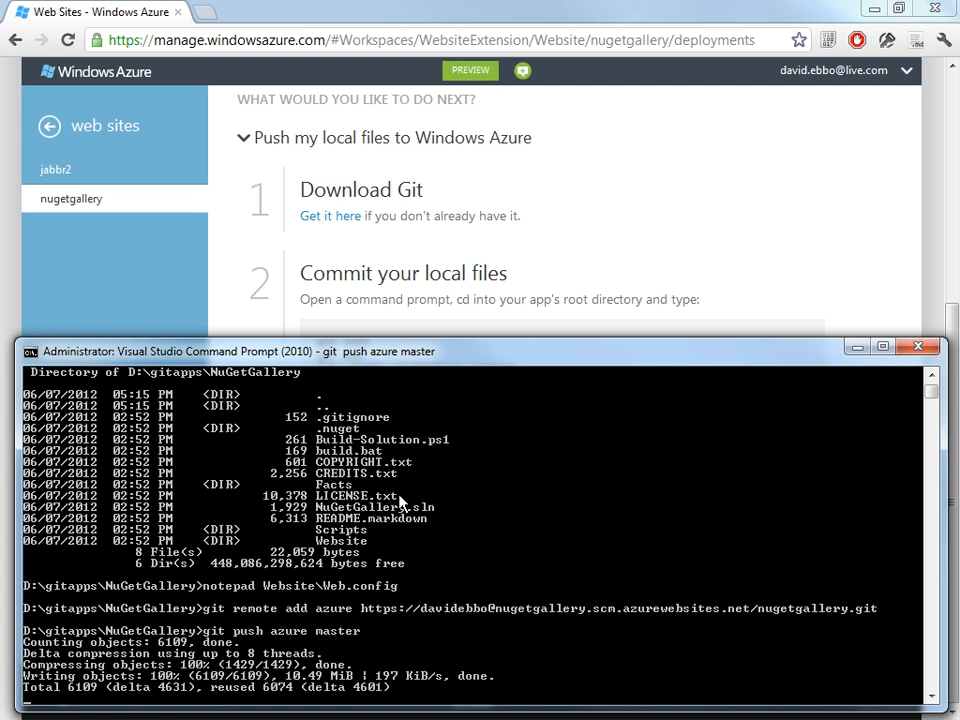 Web Sites - Windows Azure
https://manage.windowsazure.com/#Workspaces/WebsiteExtension/Website/nugetgallery/deployments
Windows Azure
PREVIEW
david.ebbo@live.com
web sites
jabbr2
nugetgallery
WHAT WOULD YOU LIKE TO DO NEXT?
Push my local files to Windows Azure
1
Download Git
Get it here if you don't already have it.
2
Commit your local files
Open a command prompt, cd into your app's root directory and type:
Administrator: Visual Studio Command Prompt (2010) - git  push azure master
Directory of D:\gitapps\NuGetGallery
06/07/2012  05:15 PM    <DIR>          .
06/07/2012  05:15 PM    <DIR>          ..
06/07/2012  02:52 PM               152 .gitignore
06/07/2012  02:52 PM    <DIR>          .nuget
06/07/2012  02:52 PM               261 Build-Solution.ps1
06/07/2012  02:52 PM               169 build.bat
06/07/2012  02:52 PM               601 COPYRIGHT.txt
06/07/2012  02:52 PM             2,256 CREDITS.txt
06/07/2012  02:52 PM    <DIR>          Facts
06/07/2012  02:52 PM            10,378 LICENSE.txt
06/07/2012  02:52 PM             1,929 NuGetGallery.sln
06/07/2012  02:52 PM             6,313 README.markdown
06/07/2012  02:52 PM    <DIR>          Scripts
06/07/2012  02:52 PM    <DIR>          Website
8 File(s)         22,059 bytes
6 Dir(s)  448,086,298,624 bytes free
D:\gitapps\NuGetGallery>notepad Website\Web.config
D:\gitapps\NuGetGallery>git remote add azure https://davidebbo@nugetgallery.scm.azurewebsites.net/nugetgallery.git
D:\gitapps\NuGetGallery>git push azure master
Counting objects: 6109, done.
Delta compression using up to 8 threads.
Compressing objects: 100% (1429/1429), done.
Writing objects: 100% (6109/6109), 10.49 MiB | 197 KiB/s, done.
Total 6109 (delta 4631), reused 6074 (delta 4601)